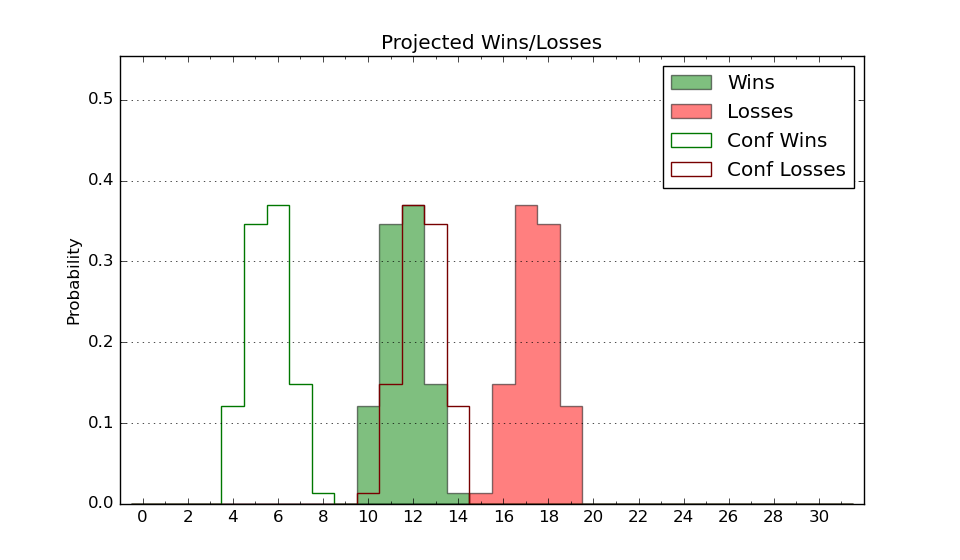 Projected Wins/Losses
Wins
Losses
Conf Wins
Conf Losses
Probability
0.5
0.4
0.3
0.2
0.1
0.0
0 2 4 6 8 10 12 14 16 18 20 22 24 26 28 30